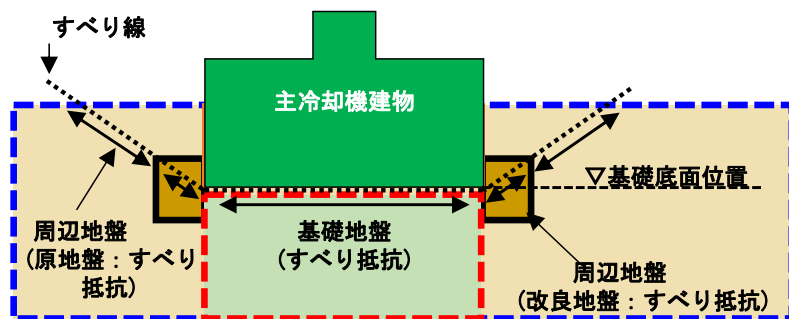 すべり線
主冷却機建物
▽基礎底面位置
周辺地盤
(原地盤：すべり
抵抗)
基礎地盤
(すべり抵抗)
周辺地盤
(改良地盤：すべり抵抗)